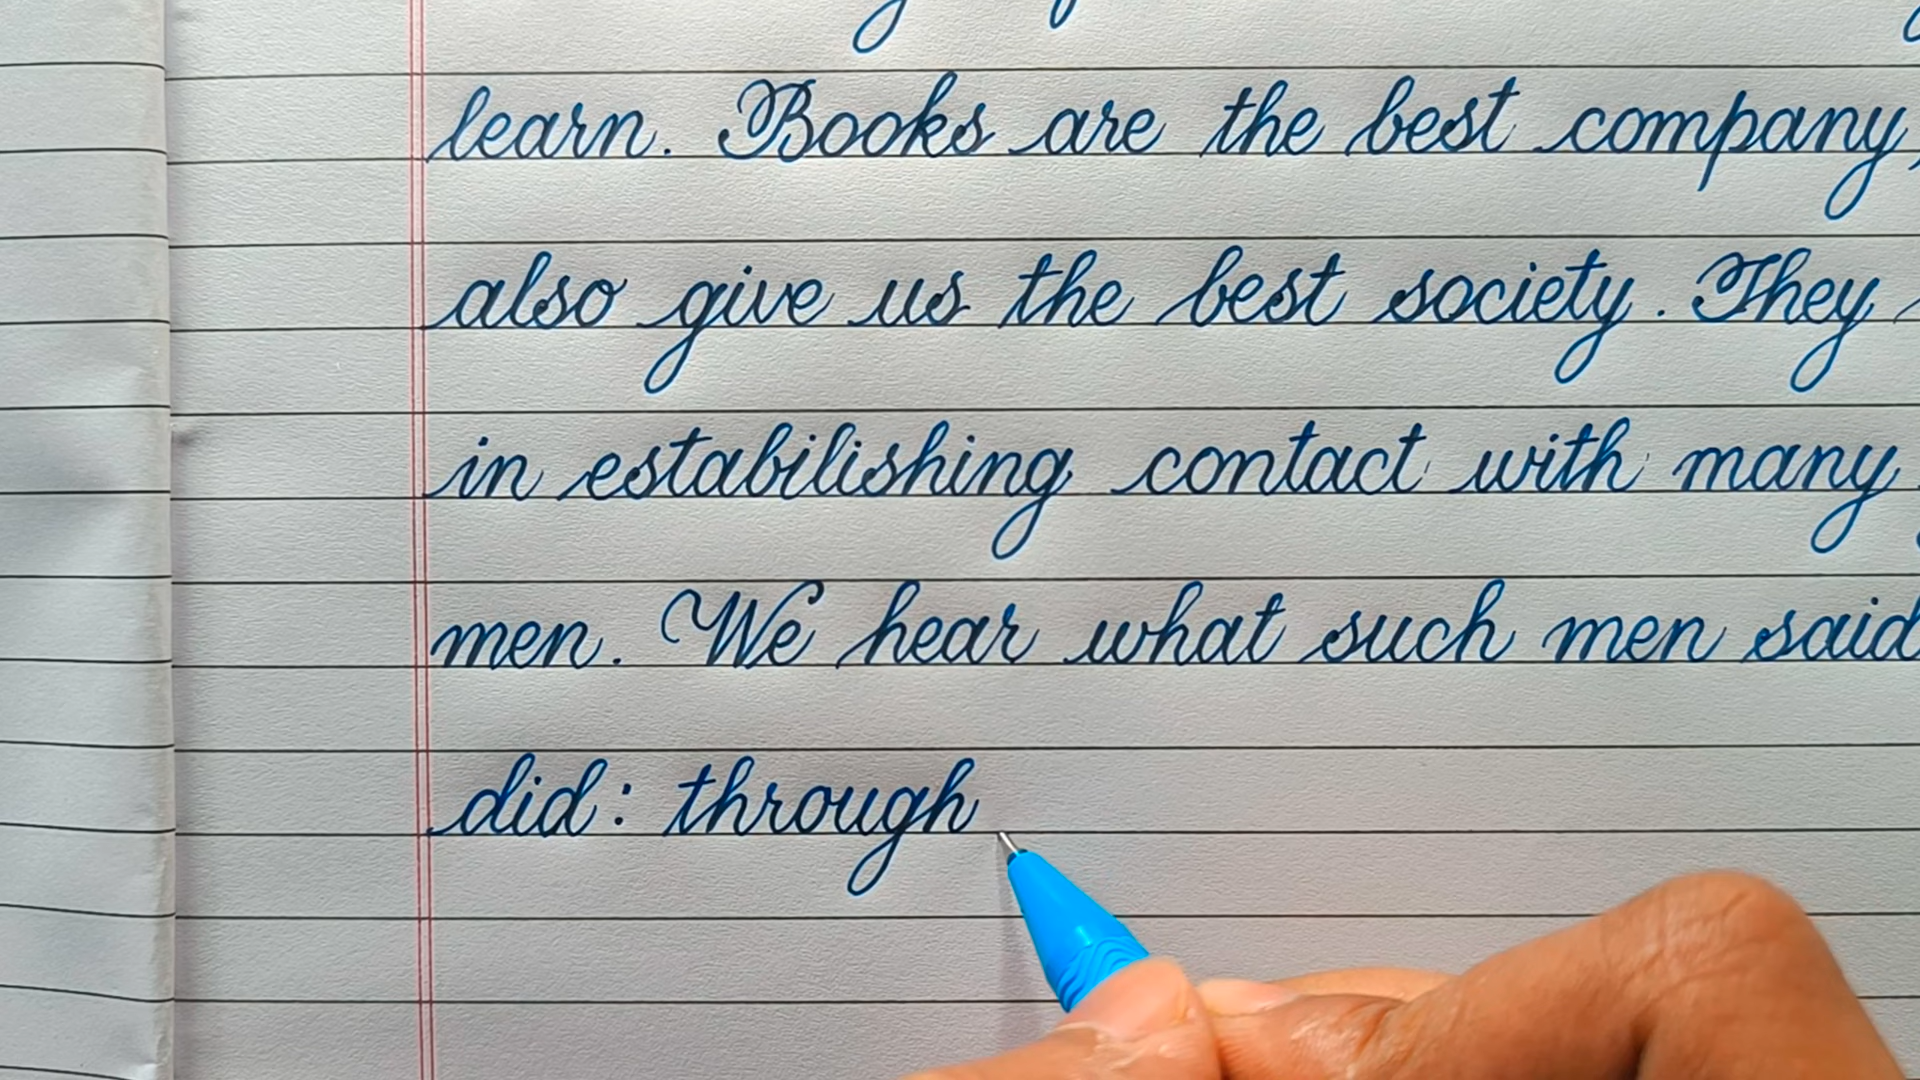 learn. Books are the best company,
also give us the best society. They
in estabilishing contact with many
men. We hear what such men said
did: through